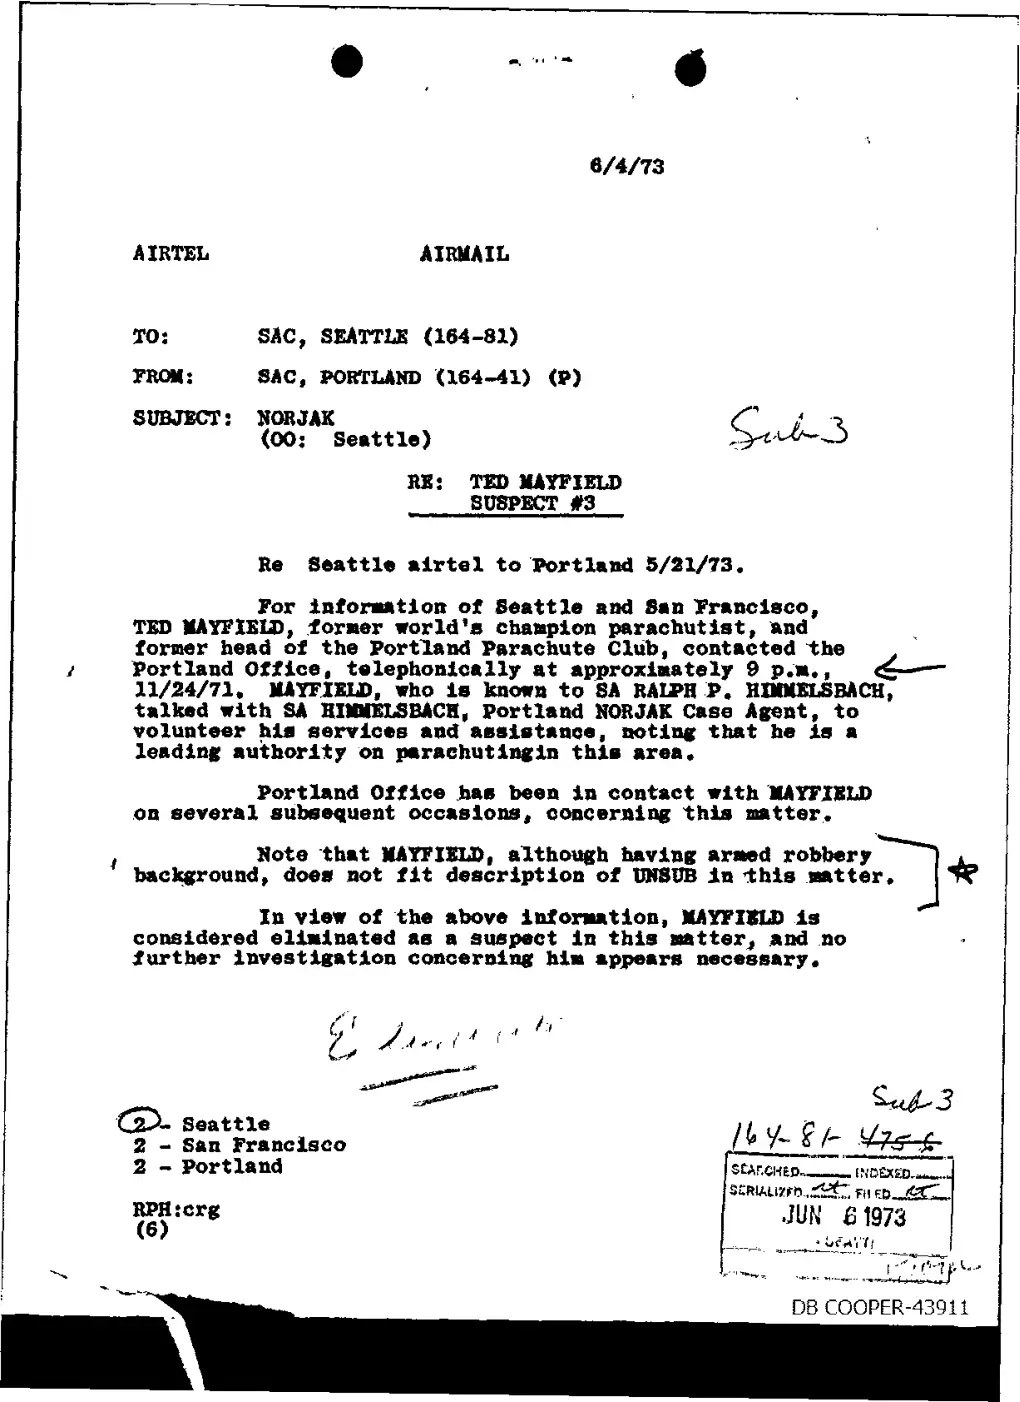 6/4/73
AIRTEL AIRMAIL
TO: SAC, SEATTLE (164-81)
FROM: SAC, PORTLAND (164-41) (P)
SUBJECT: NORJAK
(OO: Seattle)
Sub 3
RE: TED MAYFIELD
SUSPECT #3
Re Seattle airtel to Portland 5/21/73.
For information of Seattle and San Francisco,
TED MAYFIELD, former world's champion parachutist, and
former head of the Portland Parachute Club, contacted the
Portland Office, telephonically at approximately 9 p.m.,
11/24/71. MAYFIELD, who is known to SA RALPH P. HIMMELSBACH,
talked with SA HIMMELSBACH, Portland NORJAK Case Agent, to
volunteer his services and assistance, noting that he is a
leading authority on parachutingin this area.
Portland Office has been in contact with MAYFIELD
on several subsequent occasions, concerning this matter.
Note that MAYFIELD, although having armed robbery
background, does not fit description of UNSUB in this matter.
In view of the above information, MAYFIELD is
considered eliminated as a suspect in this matter, and no
further investigation concerning him appears necessary.
2 - Seattle
2 - San Francisco
2 - Portland
RPH:crg
(6)
Sub 3
164-81-
SEARCHED INDEXED
SERIALIZED FILED
JUN 6 1973
DB COOPER-43911